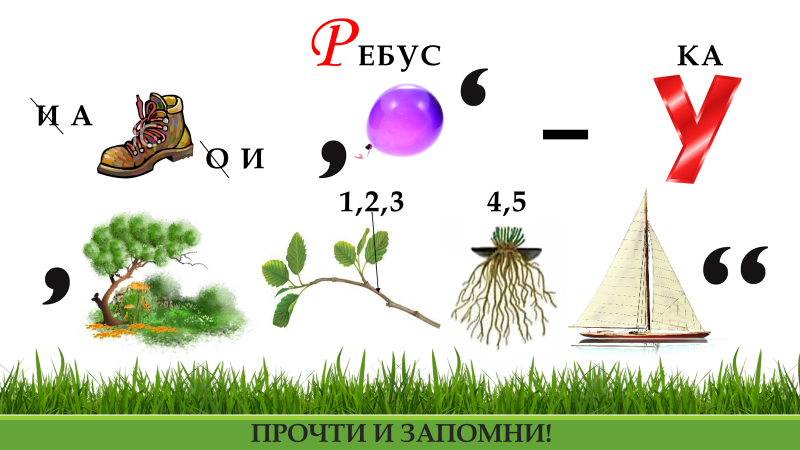 РЕБУС
КА
И А
О И
‚ ‘ – У
1,2,3 4,5
‚ “
ПРОЧТИ И ЗАПОМНИ!